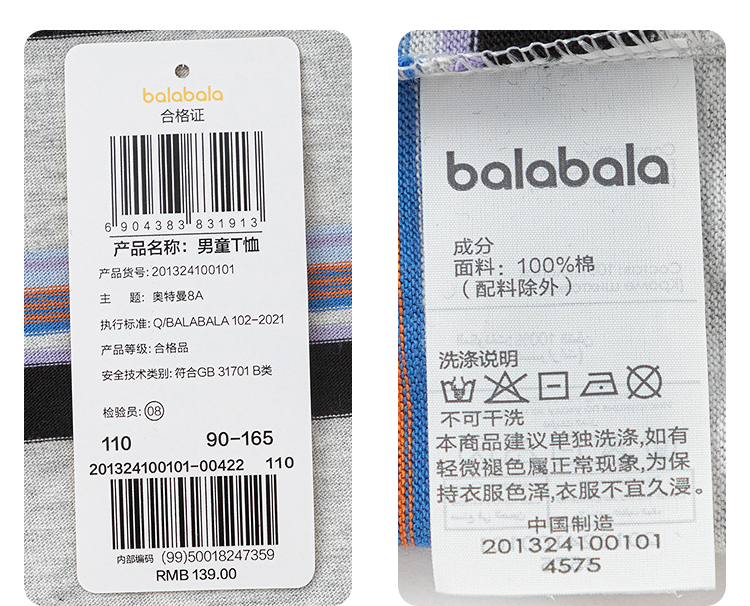 balabala
合格证
6 904383 831913
产品名称: 男童T恤
产品货号: 201324100101
主 题: 奥特曼8A
执行标准: Q/BALABALA 102-2021
产品等级: 合格品
安全技术类别: 符合GB 31701 B类
检验员: 08
110 90-165
201324100101-00422 110
内部编码 (99)50018247359
RMB 139.00
balabala
成分
面料: 100%棉
(配料除外)
洗涤说明
不可干洗
本商品建议单独洗涤,如有
轻微褪色属正常现象,为保
持衣服色泽,衣服不宜久浸。
中国制造
201324100101
4575